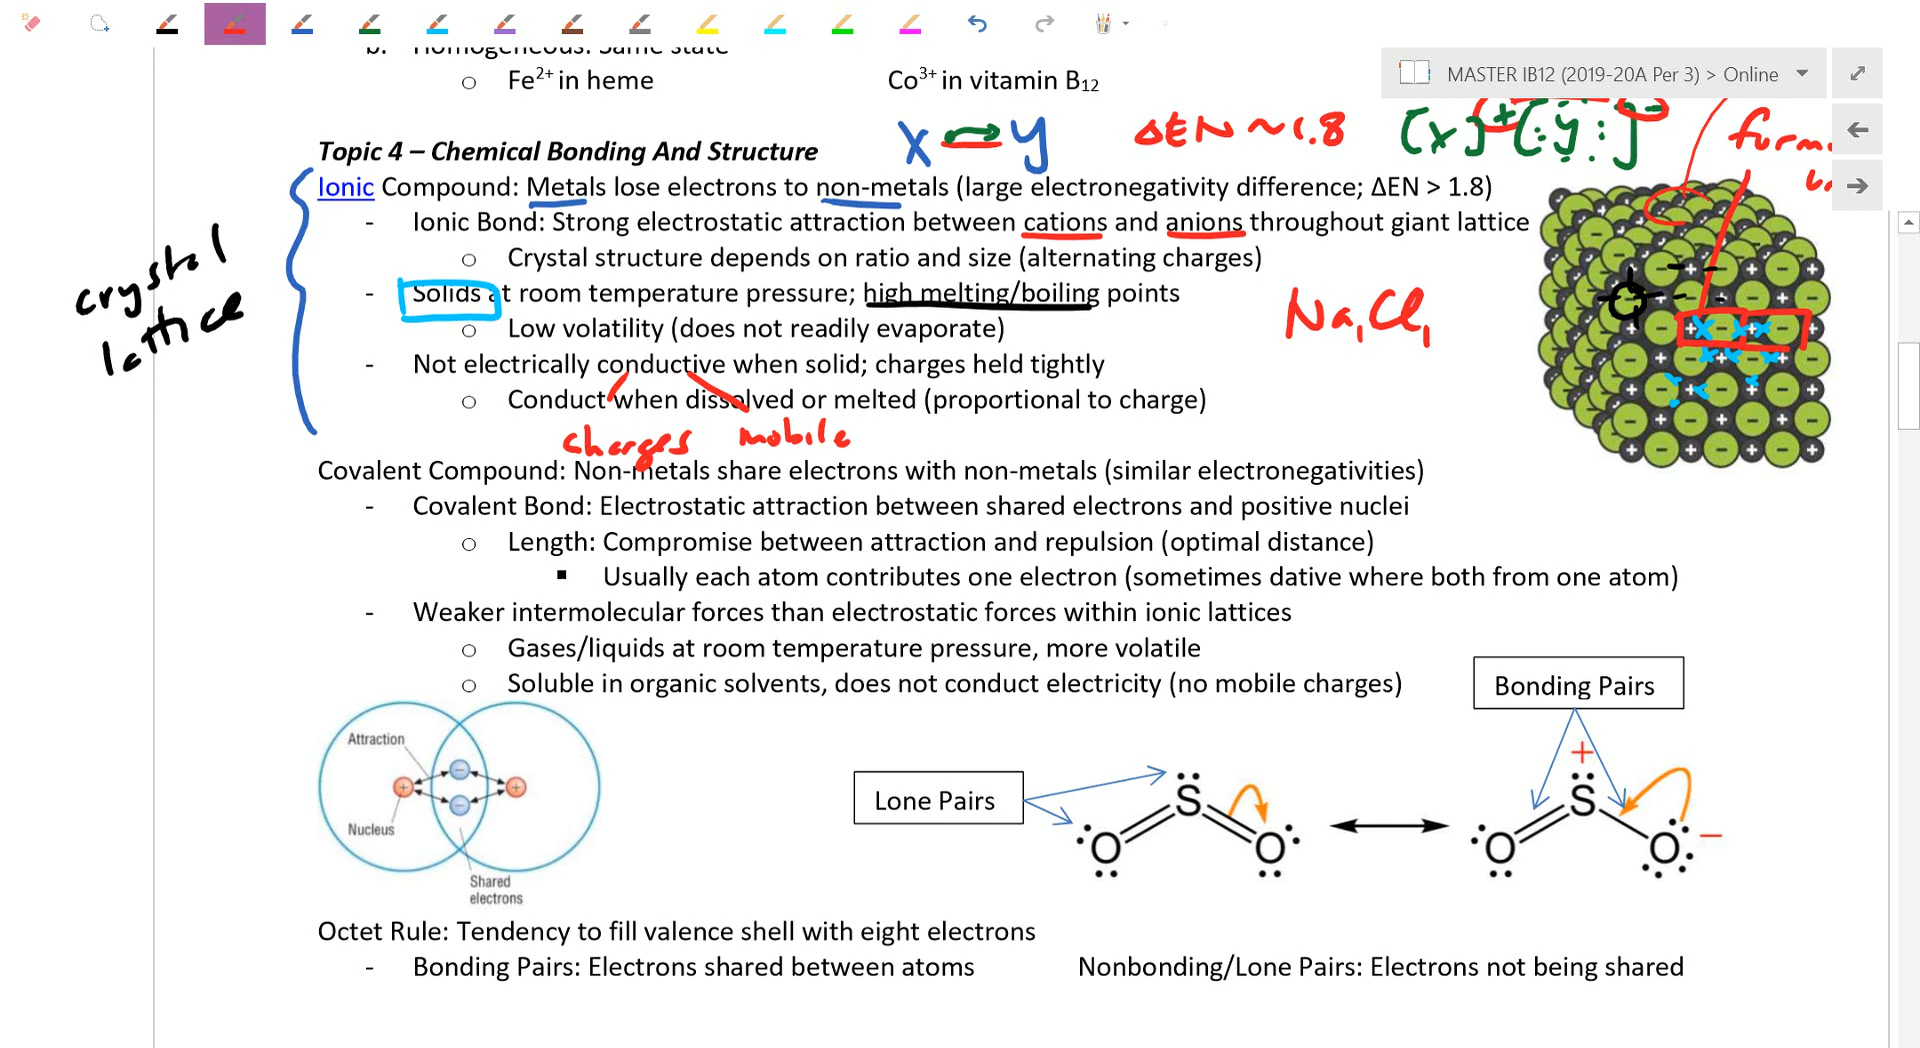 b. Homogeneous: Same state
o Fe²⁺ in heme Co³⁺ in vitamin B₁₂
MASTER IB12 (2019-20A Per 3) > Online
x y ΔEN ~ 1.8 [x]⁺ [:y:]⁻
Topic 4 – Chemical Bonding And Structure
Ionic Compound: Metals lose electrons to non-metals (large electronegativity difference; ΔEN > 1.8)
- Ionic Bond: Strong electrostatic attraction between cations and anions throughout giant lattice
o Crystal structure depends on ratio and size (alternating charges)
- Solids at room temperature pressure; high melting/boiling points
o Low volatility (does not readily evaporate)
- Not electrically conductive when solid; charges held tightly
o Conduct when dissolved or melted (proportional to charge)
crystal
lattice
Na₁Cl₁
charges mobile
Covalent Compound: Non-metals share electrons with non-metals (similar electronegativities)
- Covalent Bond: Electrostatic attraction between shared electrons and positive nuclei
o Length: Compromise between attraction and repulsion (optimal distance)
▪ Usually each atom contributes one electron (sometimes dative where both from one atom)
- Weaker intermolecular forces than electrostatic forces within ionic lattices
o Gases/liquids at room temperature pressure, more volatile
o Soluble in organic solvents, does not conduct electricity (no mobile charges)
Attraction
Nucleus
Shared
electrons
Lone Pairs
Bonding Pairs
S O O
S O O
Octet Rule: Tendency to fill valence shell with eight electrons
- Bonding Pairs: Electrons shared between atoms Nonbonding/Lone Pairs: Electrons not being shared